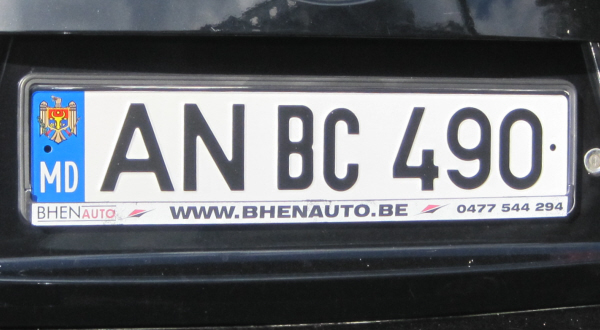 MD AN BC 490
BHENAUTO WWW.BHENAUTO.BE 0477 544 294